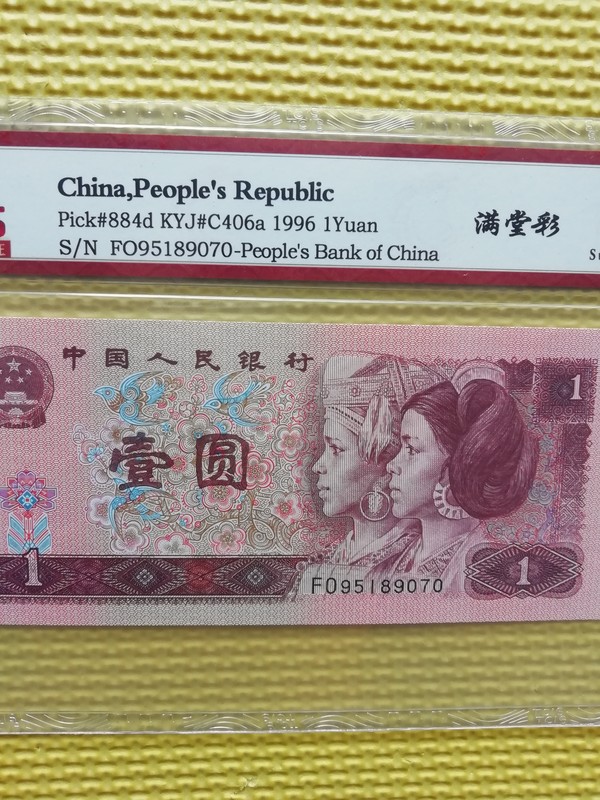 China,People's Republic
Pick#884d KYJ#C406a 1996 1Yuan
S/N FO95189070-People's Bank of China
满堂彩
中国人民银行
1
壹圆
1
FO95189070
1